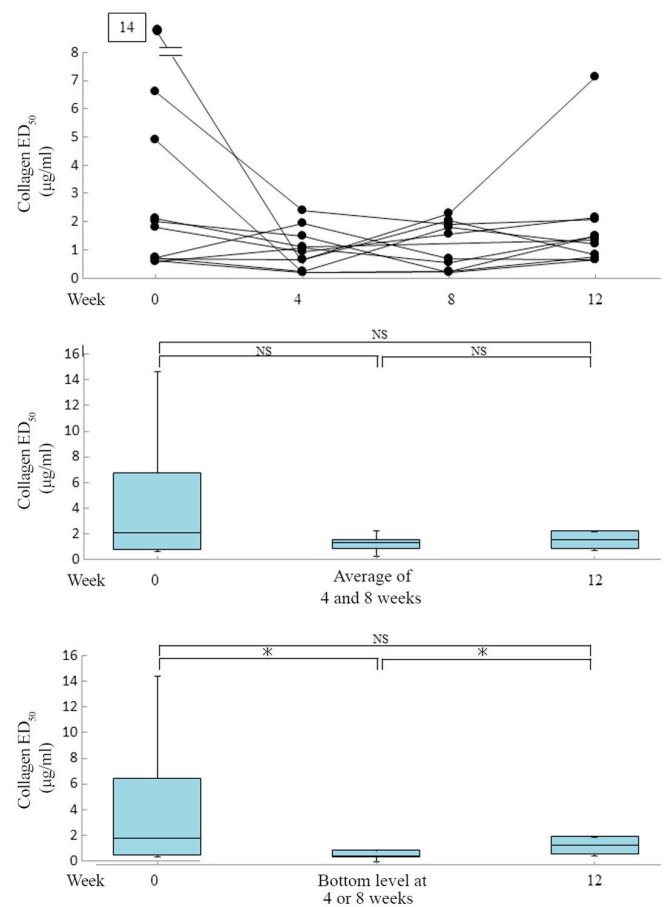 14
8
7
6
5
4
3
2
1
0
Collagen ED50
(µg/ml)
Week 0 4 8 12
NS
NS NS
16
14
12
10
8
6
4
2
0
Collagen ED50
(µg/ml)
Week 0 Average of 12
4 and 8 weeks
NS
* *
16
14
12
10
8
6
4
2
0
Collagen ED50
(µg/ml)
Week 0 Bottom level at 12
4 or 8 weeks